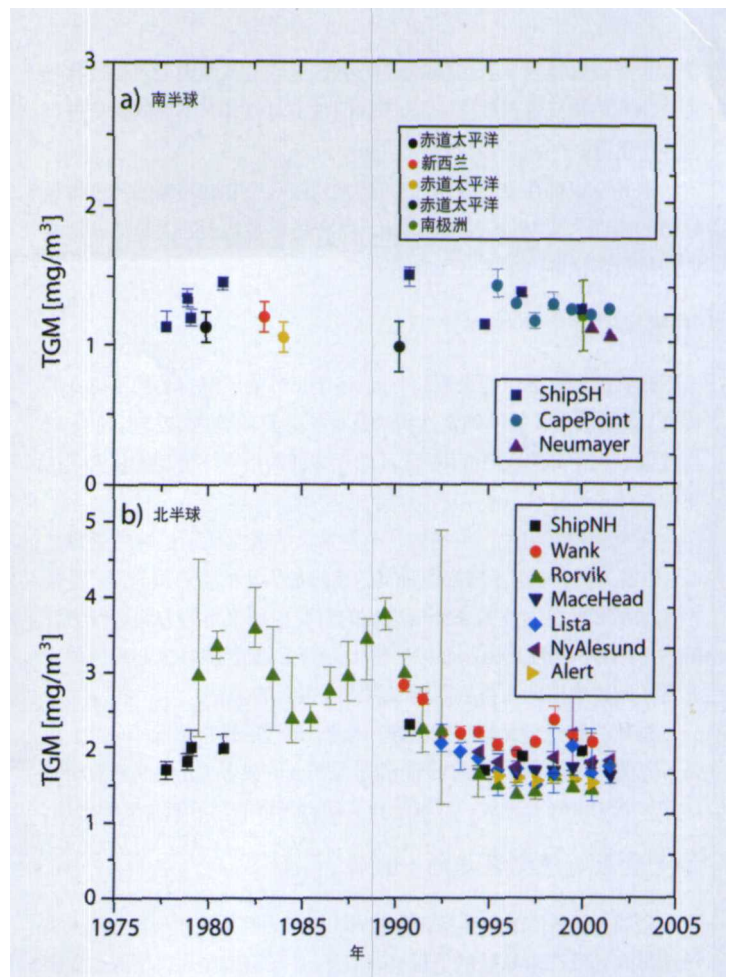 3
a) 南半球
赤道太平洋
新西兰
赤道太平洋
赤道太平洋
南极洲
2
TGM [mg/m³]
1
ShipSH
CapePoint
Neumayer
0
b) 北半球
5
ShipNH
Wank
Rorvik
MaceHead
Lista
NyAlesund
Alert
4
3
TGM [mg/m³]
2
1
0
1975 1980 1985 1990 1995 2000 2005
年